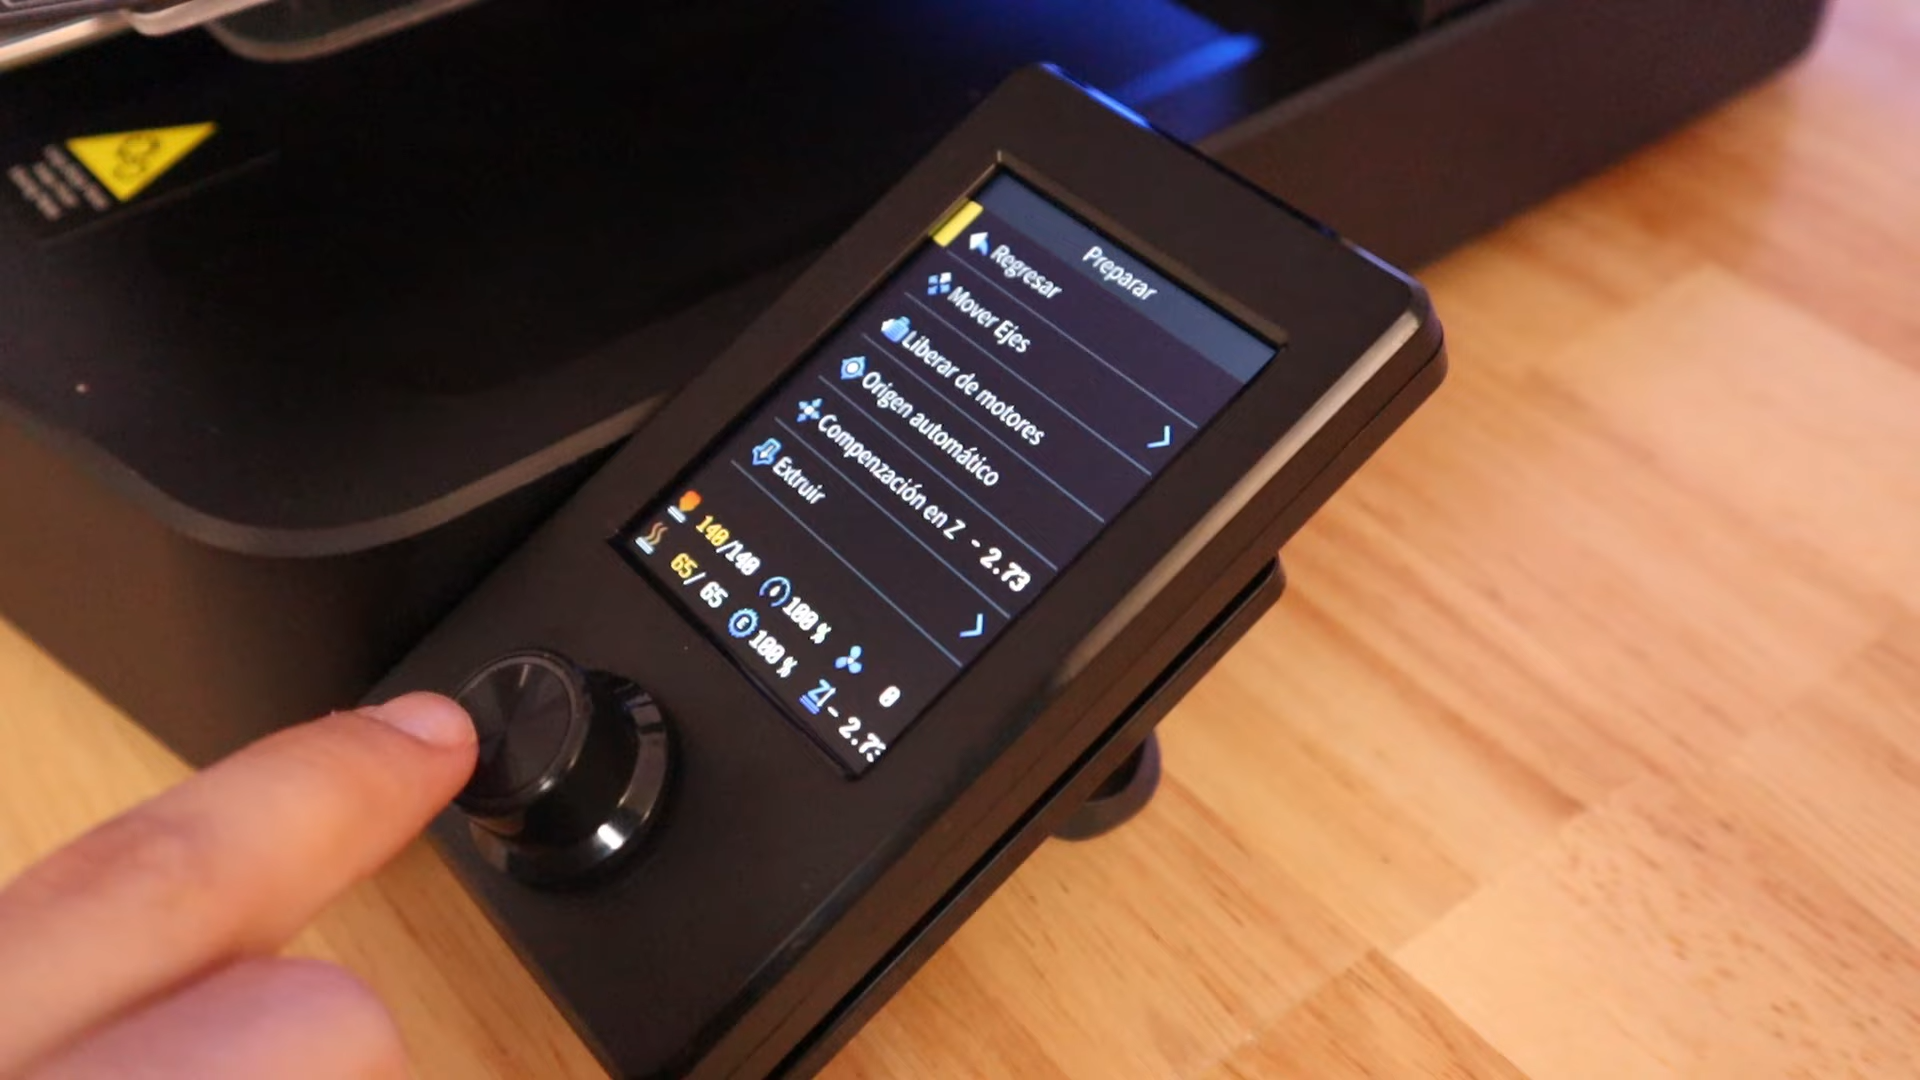 Preparar
Regresar
Mover Ejes
Liberar de motores
Origen automático
Compenzación en Z - 2.73
Extruir
140/140 100 % 0
65/ 65 100 % - 2.73